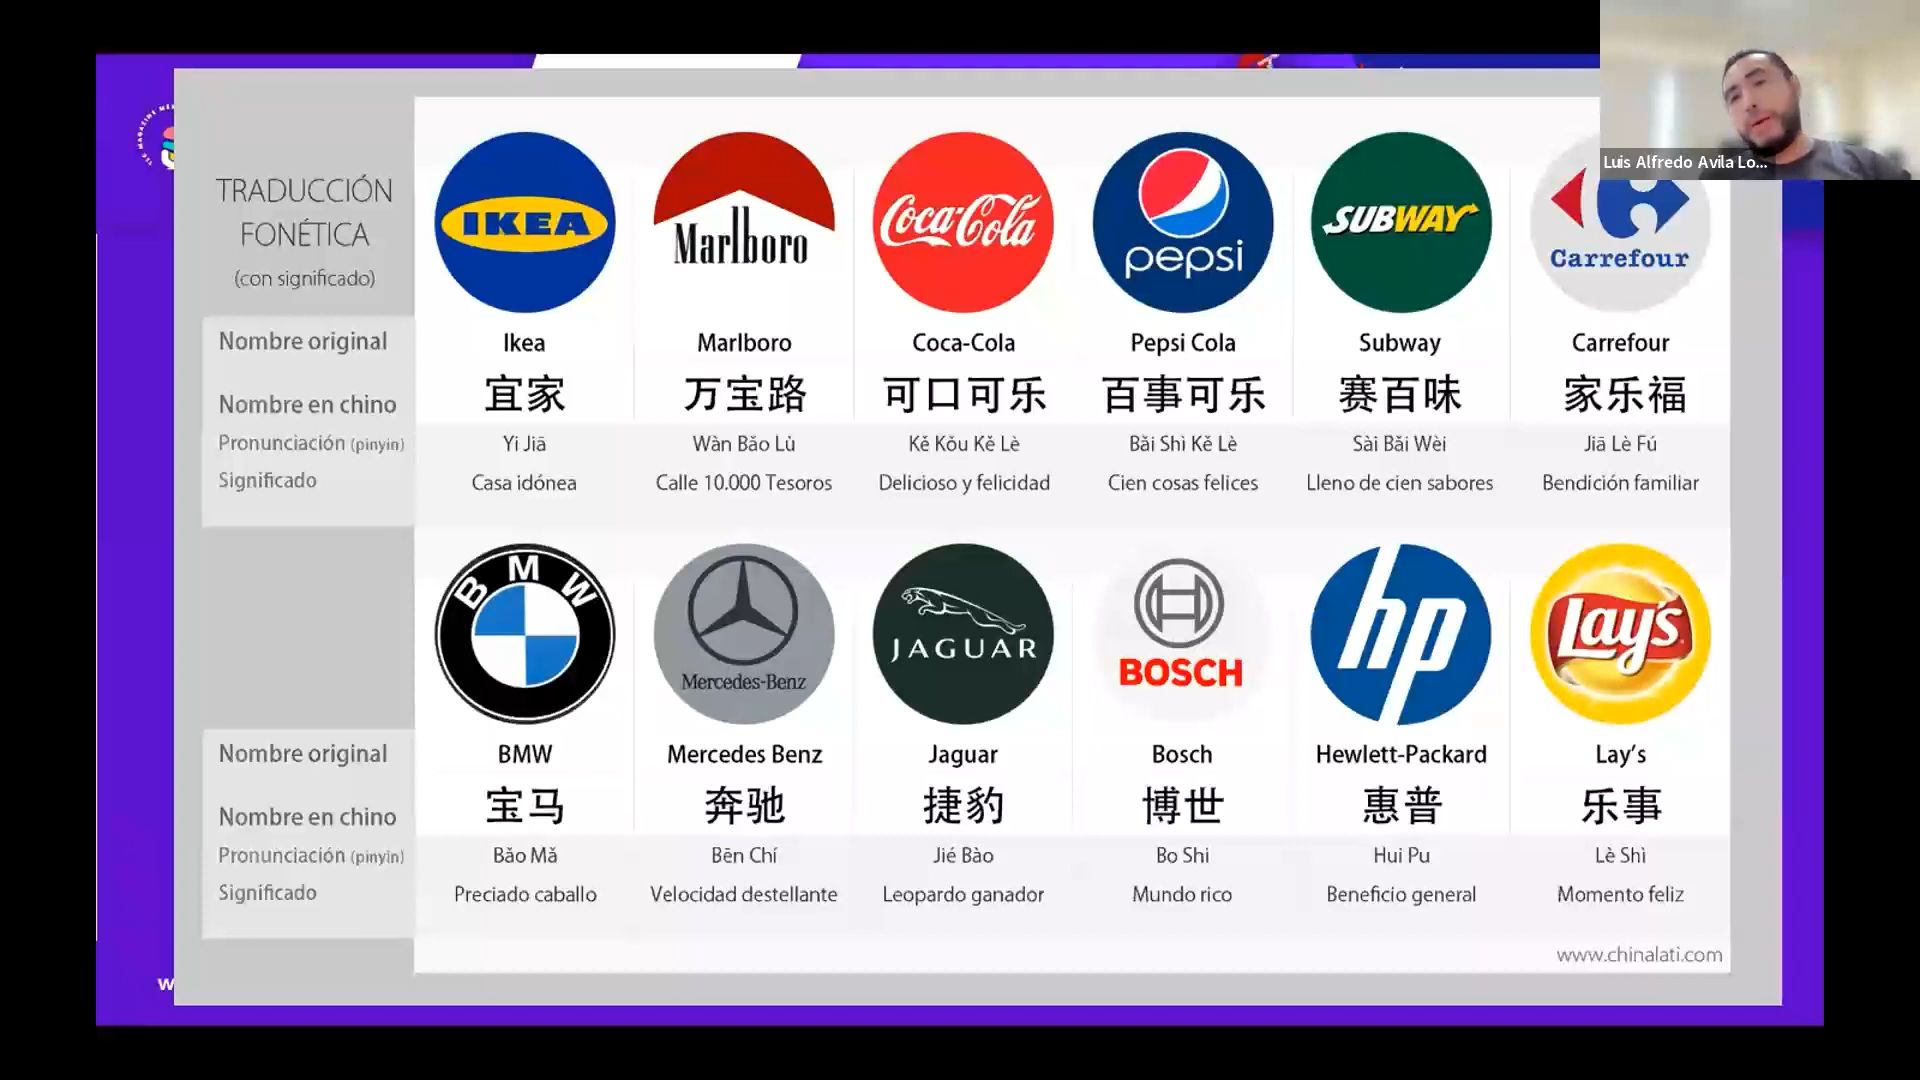 Luis Alfredo Avila Lo...
TRADUCCIÓN
FONÉTICA
(con significado)
IKEA
Marlboro
Coca-Cola
pepsi
SUBWAY
Carrefour
Nombre original
Ikea
Marlboro
Coca-Cola
Pepsi Cola
Subway
Carrefour
Nombre en chino
宜家
万宝路
可口可乐
百事可乐
赛百味
家乐福
Pronunciación (pinyin)
Yi Jiā
Wàn Bǎo Lù
Kě Kǒu Kě Lè
Bǎi Shì Kě Lè
Sài Bǎi Wèi
Jiā Lè Fú
Significado
Casa idónea
Calle 10.000 Tesoros
Delicioso y felicidad
Cien cosas felices
Lleno de cien sabores
Bendición familiar
BMW
Mercedes-Benz
JAGUAR
BOSCH
hp
Lay's
Nombre original
BMW
Mercedes Benz
Jaguar
Bosch
Hewlett-Packard
Lay's
Nombre en chino
宝马
奔驰
捷豹
博世
惠普
乐事
Pronunciación (pinyin)
Bǎo Mǎ
Bēn Chí
Jié Bào
Bo Shi
Hui Pu
Lè Shì
Significado
Preciado caballo
Velocidad destellante
Leopardo ganador
Mundo rico
Beneficio general
Momento feliz
www.chinalati.com
w